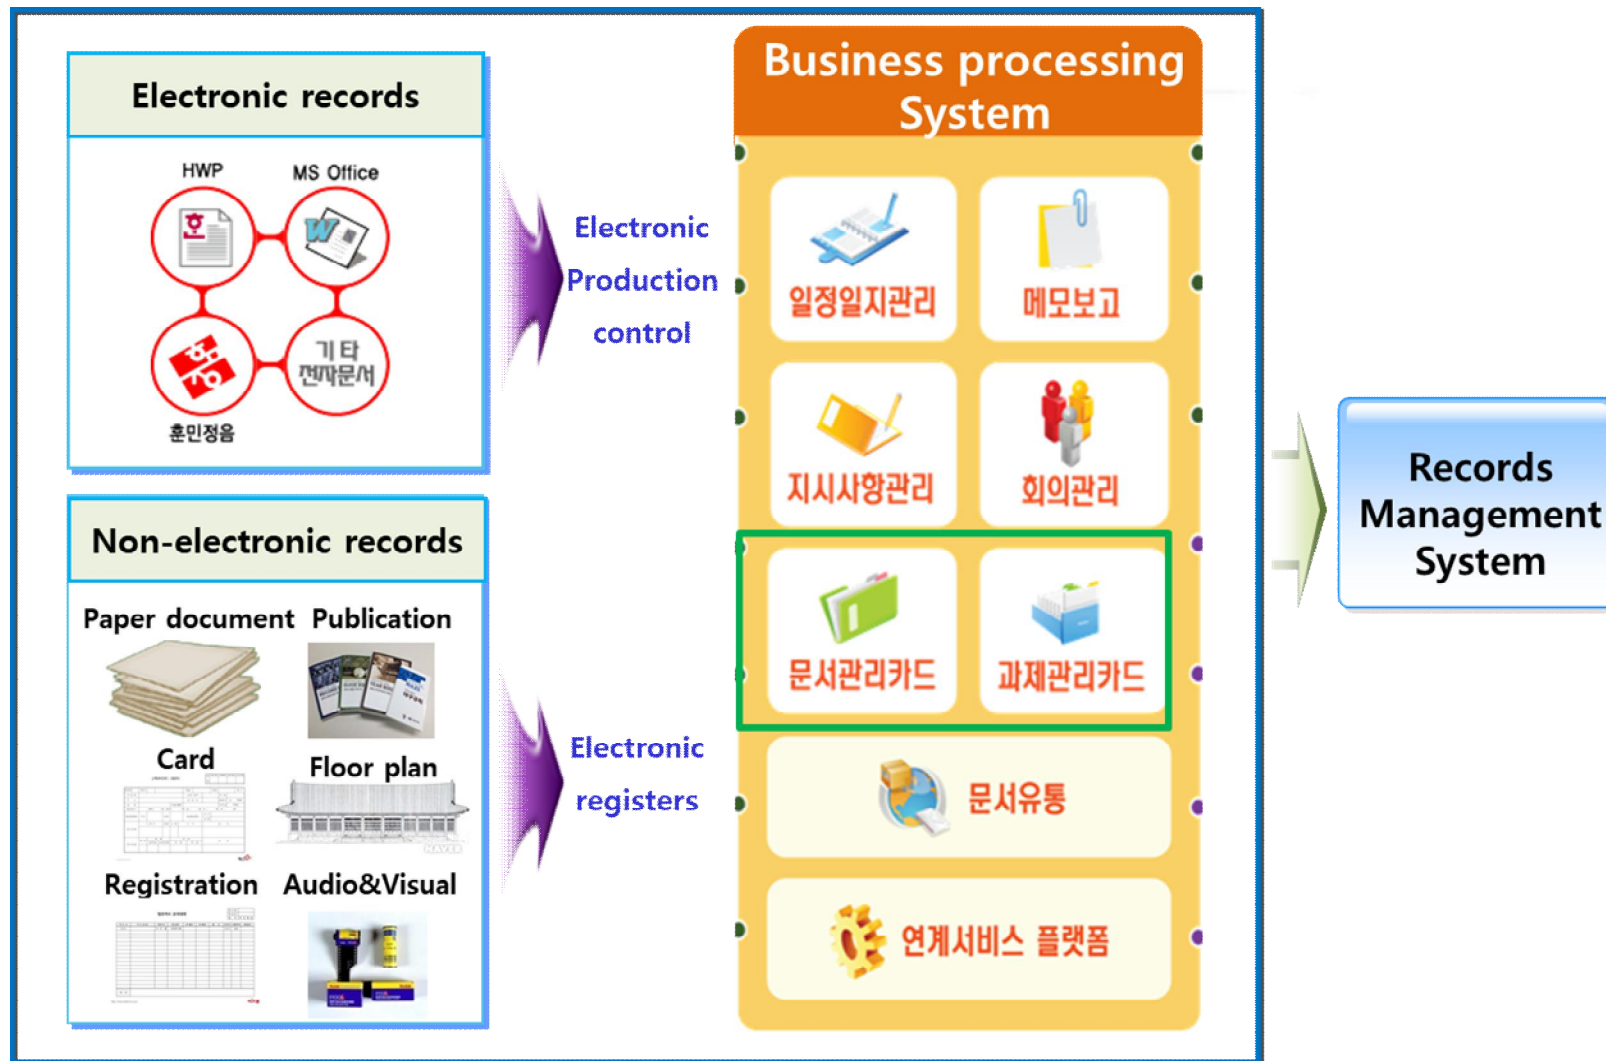 Electronic records
HWP
MS Office
기타
전자문서
훈민정음
Non-electronic records
Paper document
Publication
Card
Floor plan
NAVER
Registration
Audio&Visual
Electronic
Production
control
Electronic
registers
Business processing
System
일정일지관리
메모보고
지시사항관리
회의관리
문서관리카드
과제관리카드
문서유통
연계서비스 플랫폼
Records
Management
System